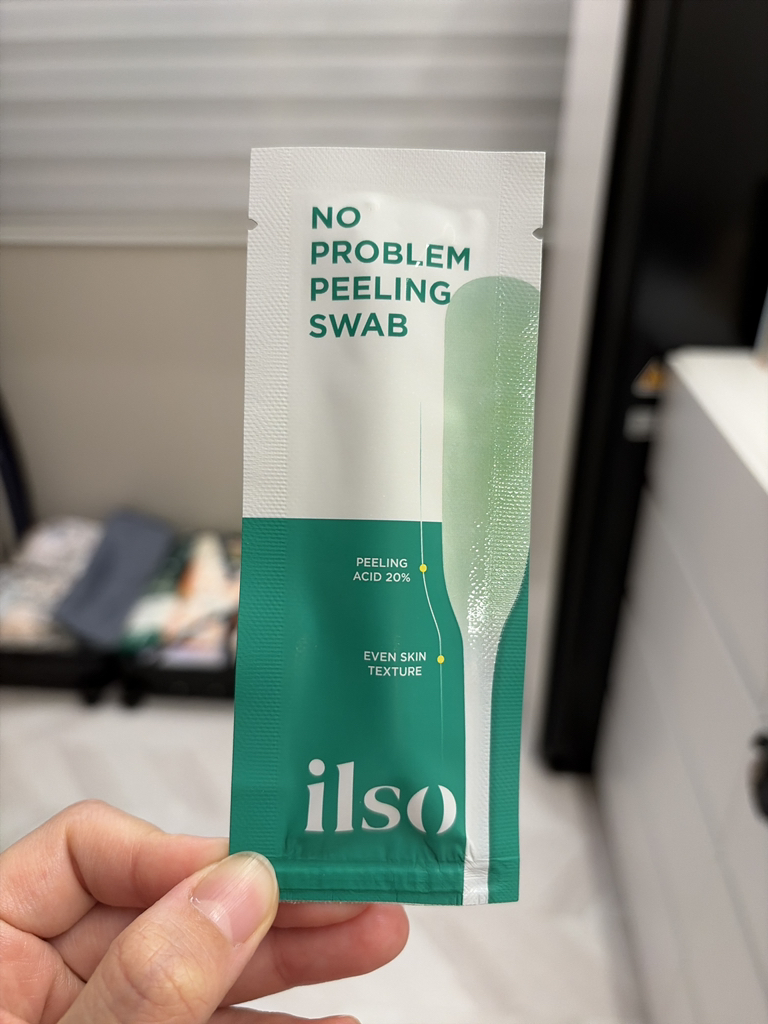 NO
PROBLEM
PEELING
SWAB
PEELING
ACID 20%
EVEN SKIN
TEXTURE
ilso